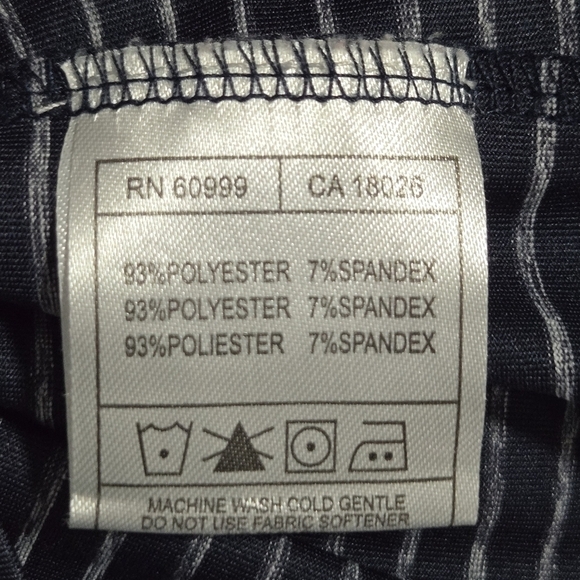 RN 60999 CA 18026
93%POLYESTER 7%SPANDEX
93%POLYESTER 7%SPANDEX
93%POLIESTER 7%SPANDEX
MACHINE WASH COLD GENTLE
DO NOT USE FABRIC SOFTENER